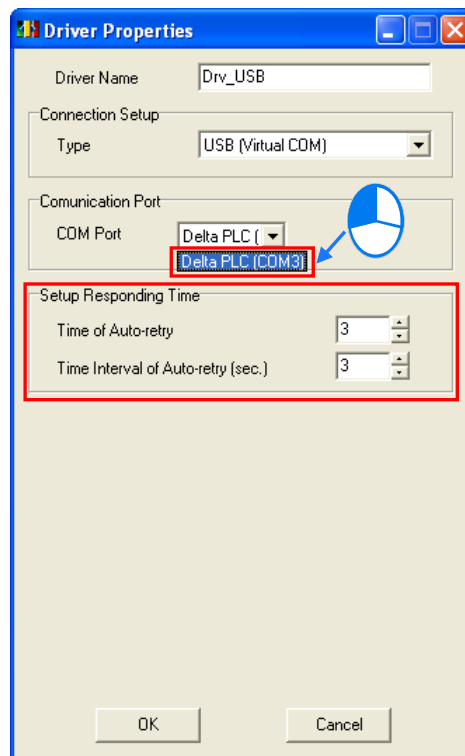 Driver Properties
Driver Name Drv_USB
Connection Setup
Type USB (Virtual COM)
Comunication Port
COM Port Delta PLC (
Delta PLC (COM3)
Setup Responding Time
Time of Auto-retry 3
Time Interval of Auto-retry (sec.) 3
OK Cancel